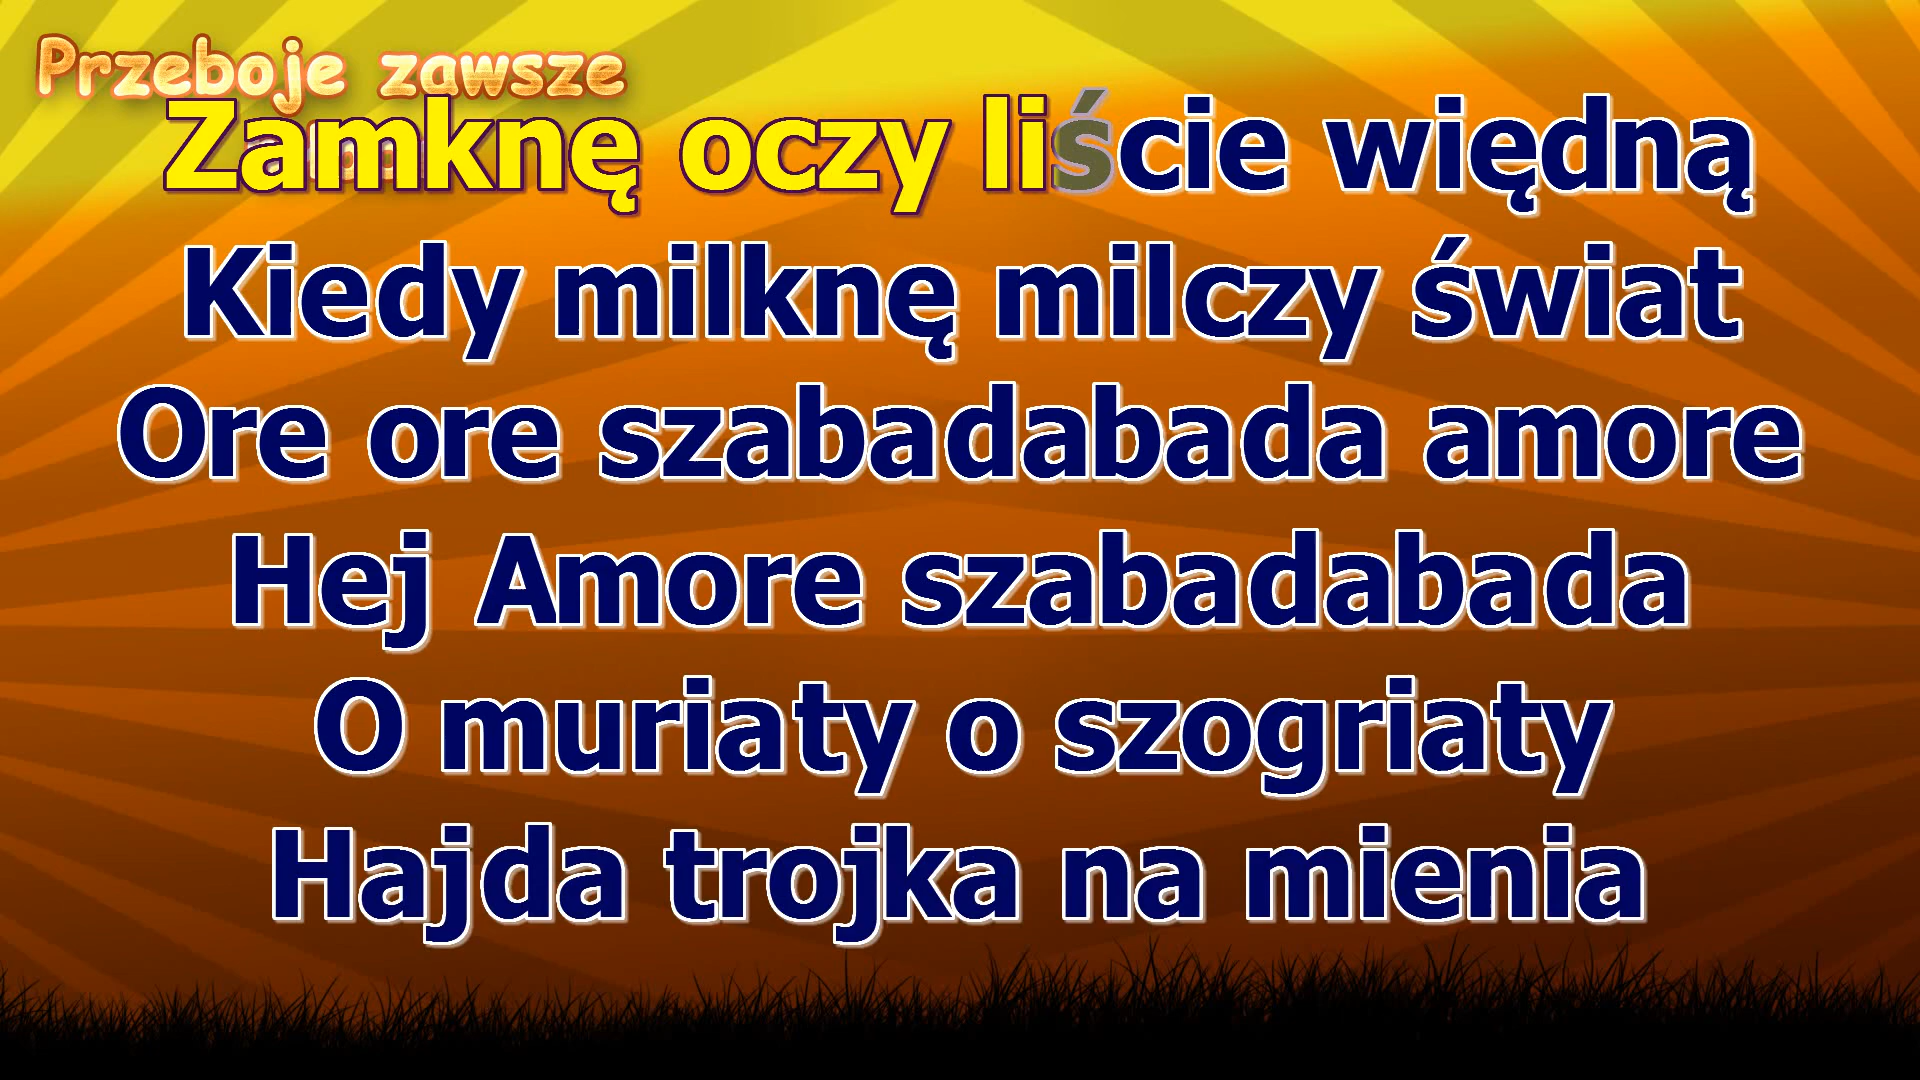 Przeboje zawsze
Zamknę oczy liście więdną
Kiedy milknę milczy świat
Ore ore szabadabada amore
Hej Amore szabadabada
O muriaty o szogriaty
Hajda trojka na mienia